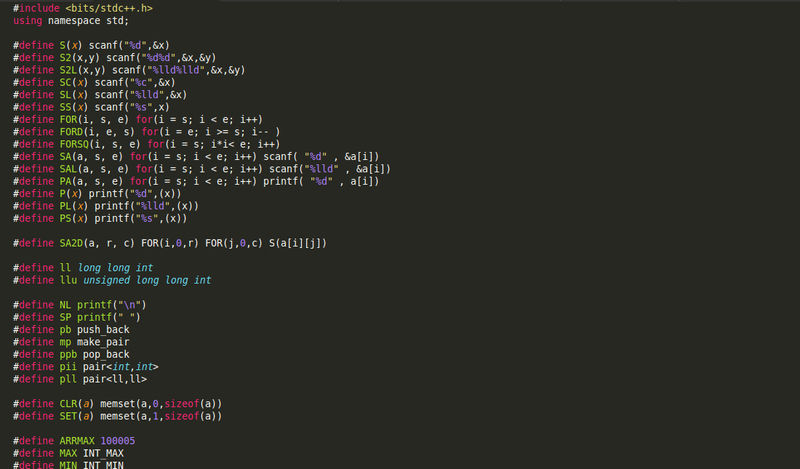 #include <bits/stdc++.h>
using namespace std;
#define S(x) scanf("%d",&x)
#define S2(x,y) scanf("%d%d",&x,&y)
#define S2L(x,y) scanf("%lld%lld",&x,&y)
#define SC(x) scanf("%c",&x)
#define SL(x) scanf("%lld",&x)
#define SS(x) scanf("%s",x)
#define FOR(i, s, e) for(i = s; i < e; i++)
#define FORD(i, e, s) for(i = e; i >= s; i-- )
#define FORSQ(i, s, e) for(i = s; i*i< e; i++)
#define SA(a, s, e) for(i = s; i < e; i++) scanf( "%d" , &a[i])
#define SAL(a, s, e) for(i = s; i < e; i++) scanf("%lld" , &a[i])
#define PA(a, s, e) for(i = s; i < e; i++) printf( "%d" , a[i])
#define P(x) printf("%d",(x))
#define PL(x) printf("%lld",(x))
#define PS(x) printf("%s",(x))
#define SA2D(a, r, c) FOR(i,0,r) FOR(j,0,c) S(a[i][j])
#define ll long long int
#define llu unsigned long long int
#define NL printf("\n")
#define SP printf(" ")
#define pb push_back
#define mp make_pair
#define ppb pop_back
#define pii pair<int,int>
#define pll pair<ll,ll>
#define CLR(a) memset(a,0,sizeof(a))
#define SET(a) memset(a,1,sizeof(a))
#define ARRMAX 100005
#define MAX INT_MAX
#define MIN INT_MIN